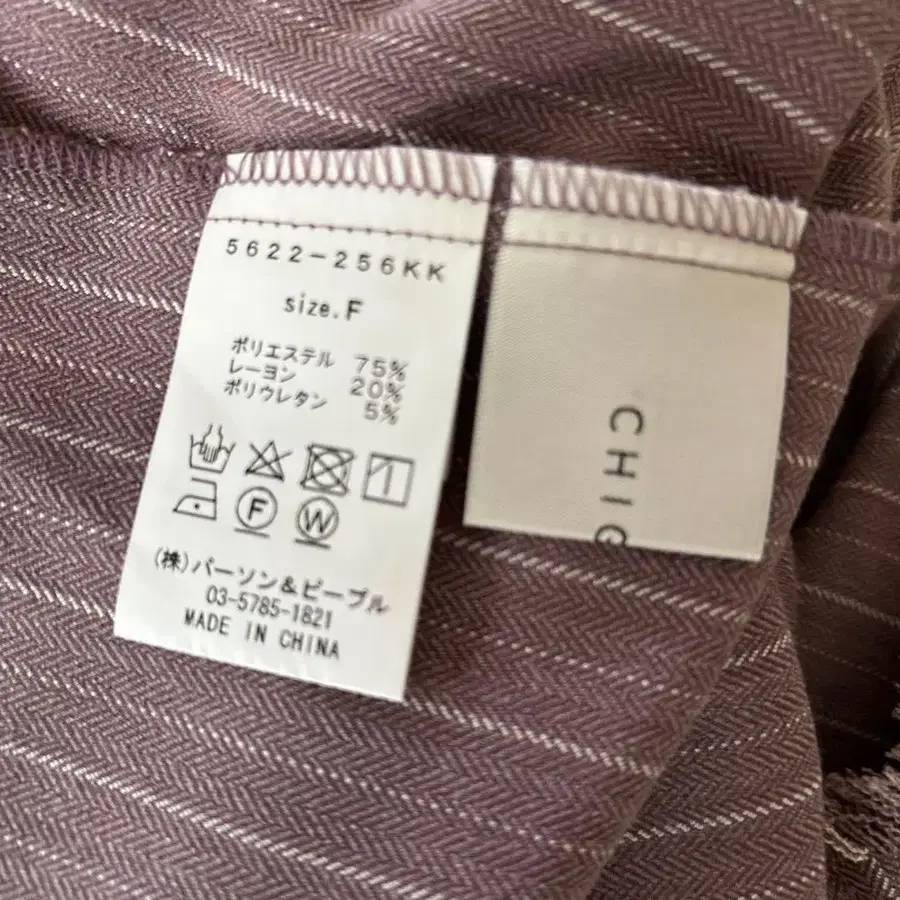 5622-256KK
size.F
ポリエステル 75%
レーヨン 20%
ポリウレタン 5%
F W
(株)パーソン&ピープル
03-5785-1821
MADE IN CHINA
CHIG